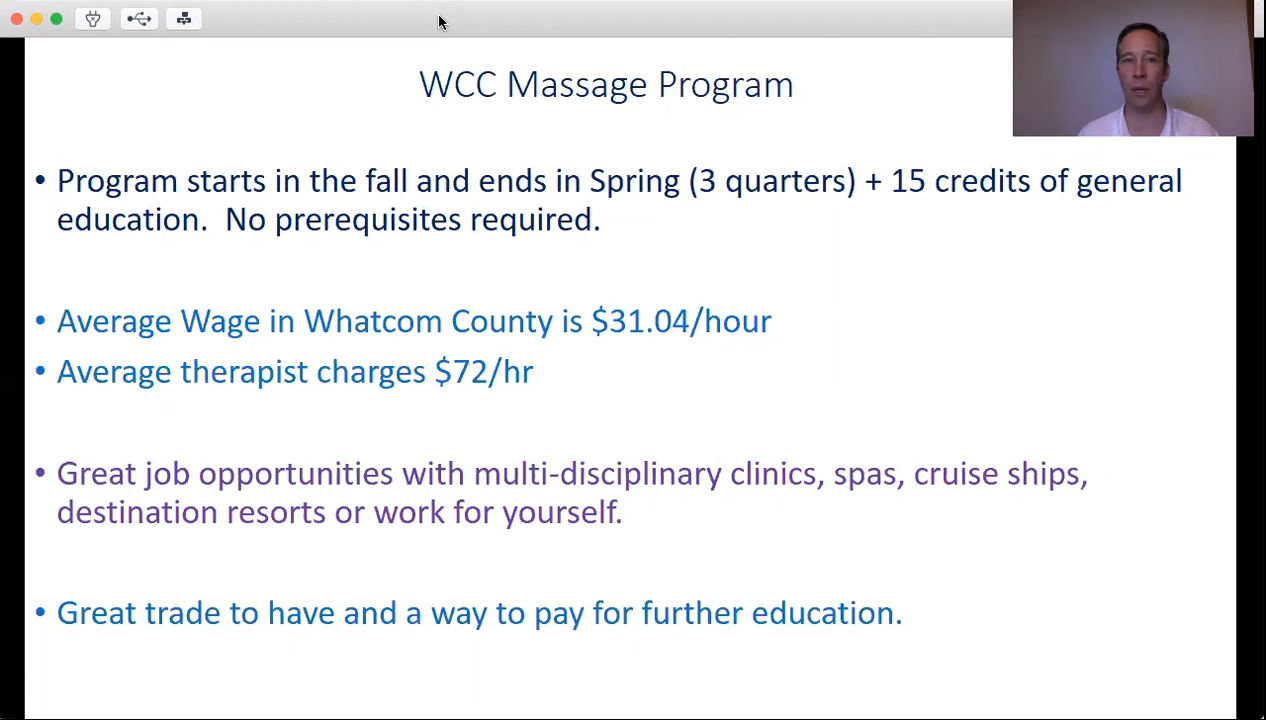 WCC Massage Program
• Program starts in the fall and ends in Spring (3 quarters) + 15 credits of general
education.  No prerequisites required.
• Average Wage in Whatcom County is $31.04/hour
• Average therapist charges $72/hr
• Great job opportunities with multi-disciplinary clinics, spas, cruise ships,
destination resorts or work for yourself.
• Great trade to have and a way to pay for further education.